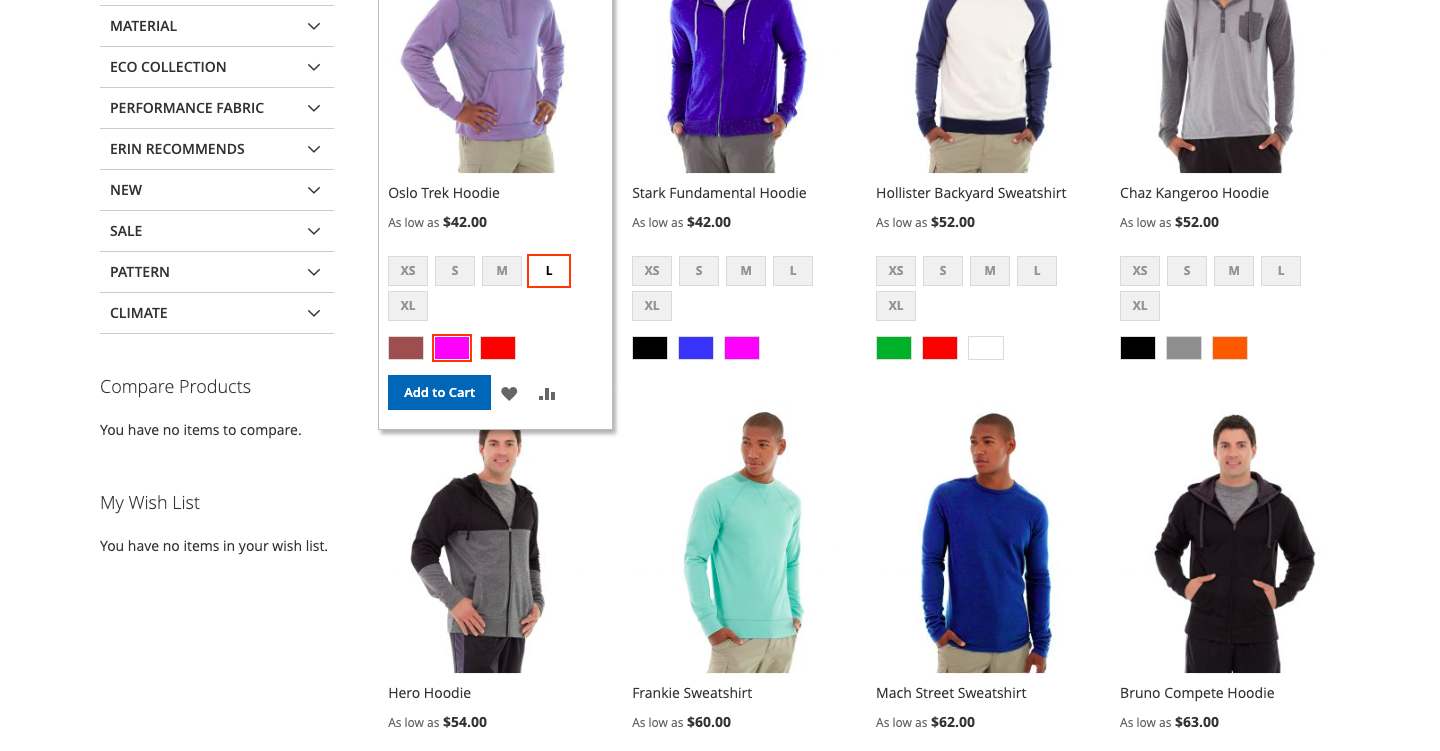 MATERIAL
ECO COLLECTION
PERFORMANCE FABRIC
ERIN RECOMMENDS
NEW
SALE
PATTERN
CLIMATE
Compare Products
You have no items to compare.
My Wish List
You have no items in your wish list.
Oslo Trek Hoodie
As low as $42.00
XS S M L
XL
Add to Cart
Stark Fundamental Hoodie
As low as $42.00
XS S M L
XL
Hollister Backyard Sweatshirt
As low as $52.00
XS S M L
XL
Chaz Kangeroo Hoodie
As low as $52.00
XS S M L
XL
Hero Hoodie
As low as $54.00
Frankie Sweatshirt
As low as $60.00
Mach Street Sweatshirt
As low as $62.00
Bruno Compete Hoodie
As low as $63.00